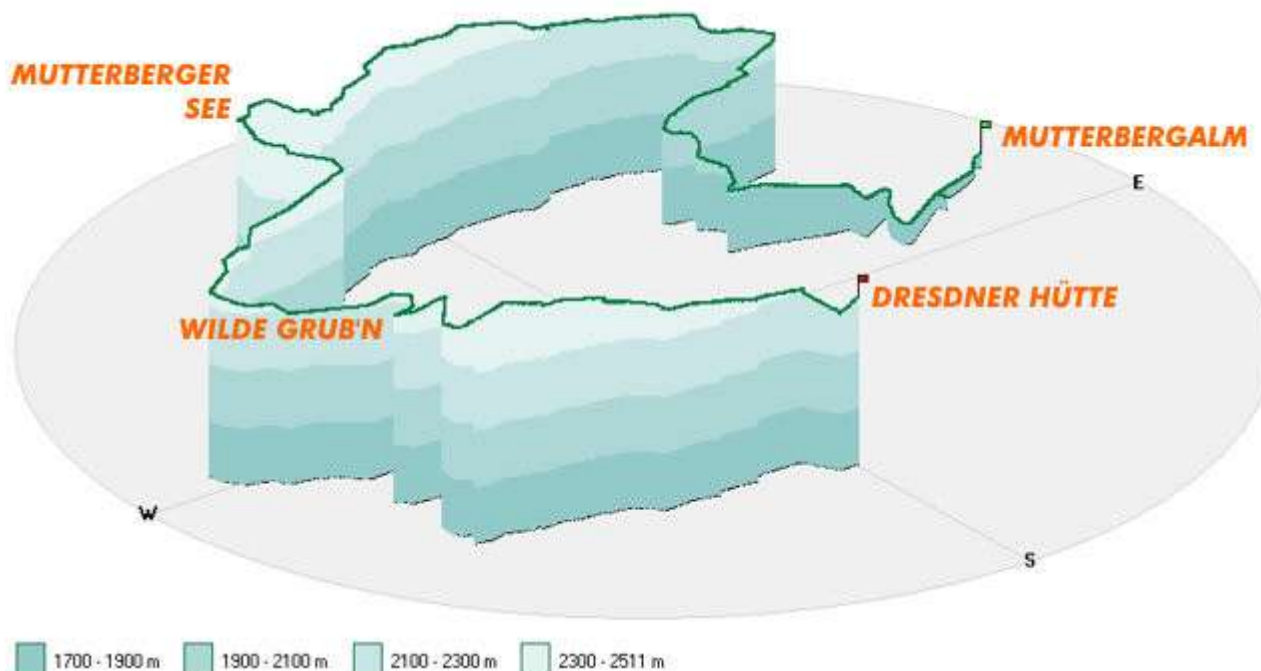 MUTTERBERGER
SEE
MUTTERBERGALM
E
DRESDNER HÜTTE
WILDE GRUB'N
W
S
1700 - 1900 m
1900 - 2100 m
2100 - 2300 m
2300 - 2511 m